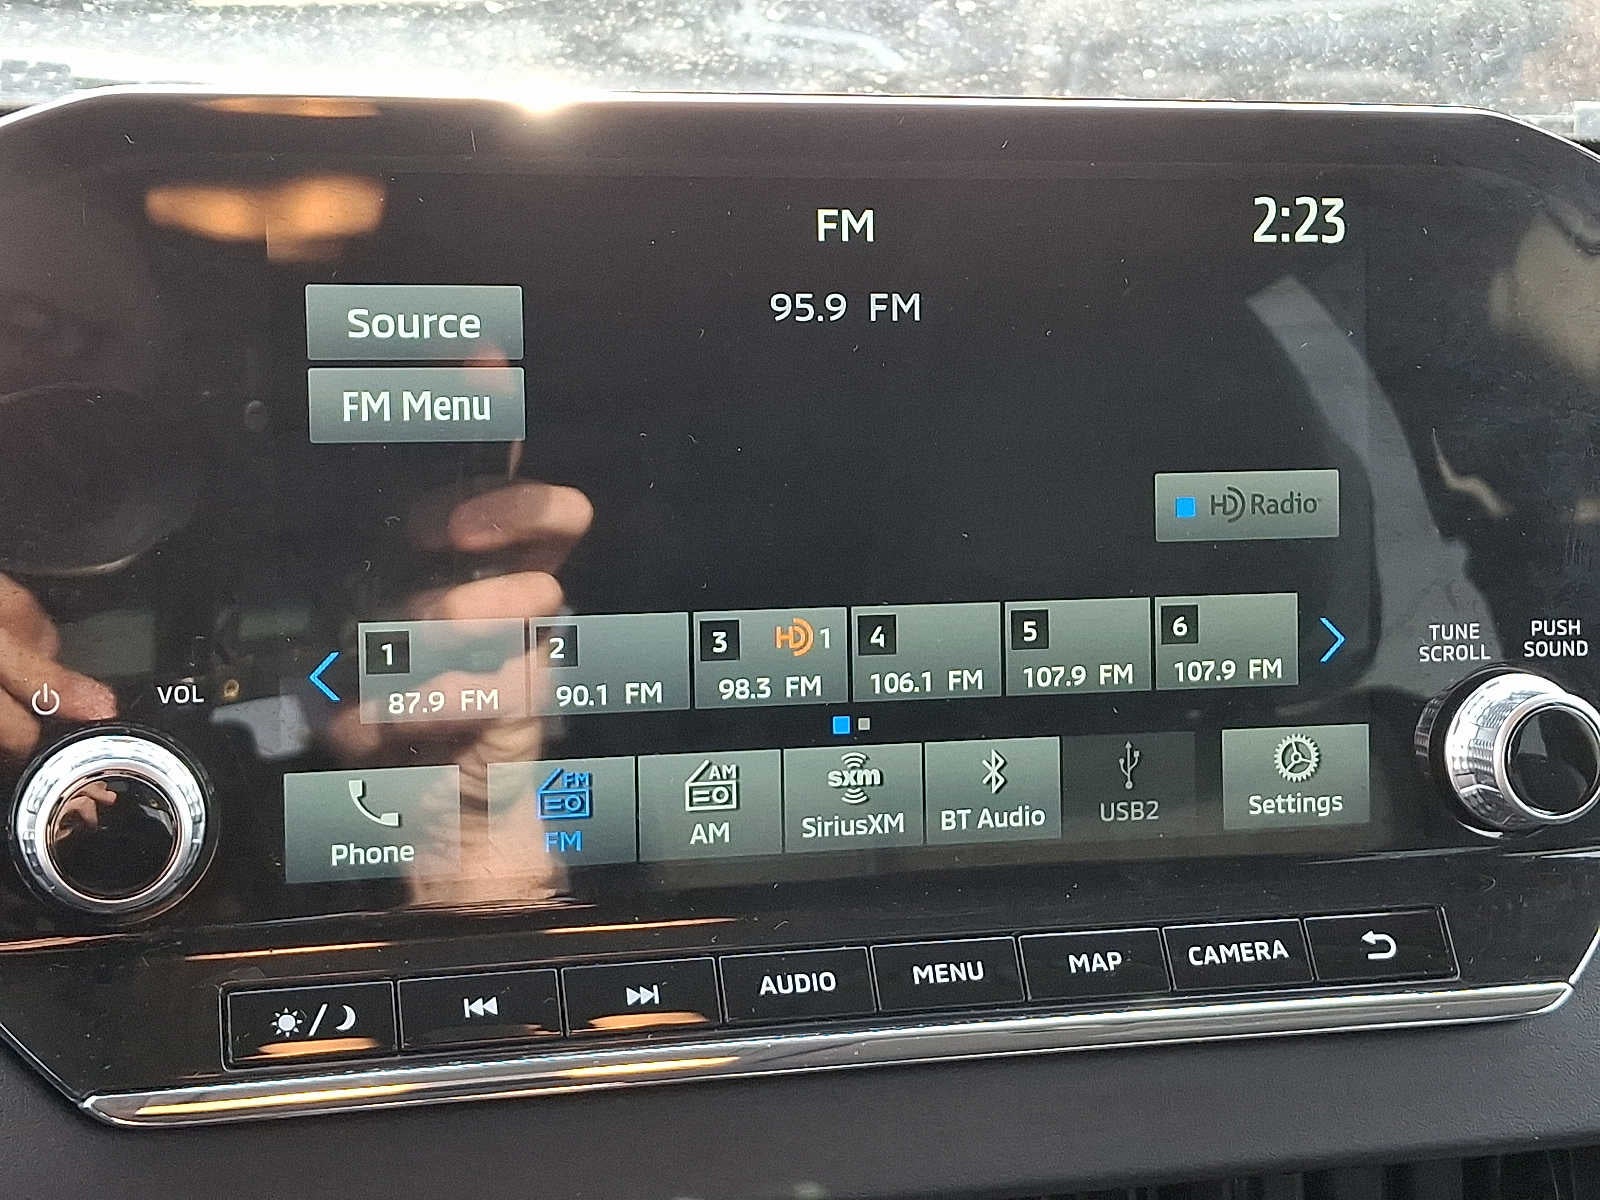 FM
2:23
95.9 FM
Source
FM Menu
HD Radio
1
87.9 FM
2
90.1 FM
3 HD 1
98.3 FM
4
106.1 FM
5
107.9 FM
6
107.9 FM
VOL
TUNE
SCROLL
PUSH
SOUND
Phone
FM
FM
AM
AM
sxm
SiriusXM
BT Audio
USB2
Settings
AUDIO
MENU
MAP
CAMERA